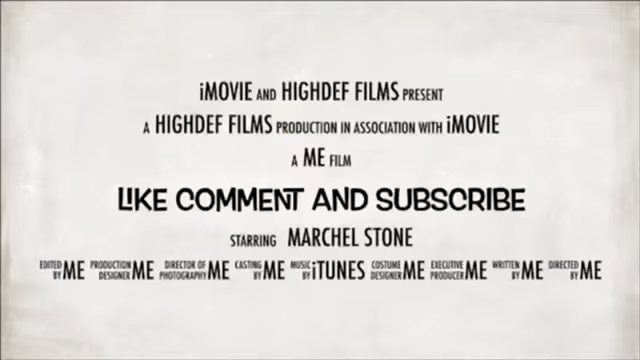 iMOVIE AND HIGHDEF FILMS PRESENT
A HIGHDEF FILMS PRODUCTION IN ASSOCIATION WITH iMOVIE
A ME FILM
LIKE COMMENT AND SUBSCRIBE
STARRING MARCHEL STONE
EDITED BY ME PRODUCTION DESIGNER ME DIRECTOR OF PHOTOGRAPHY ME CASTING BY ME MUSIC BY iTUNES COSTUME DESIGNER ME EXECUTIVE PRODUCER ME WRITTEN BY ME DIRECTED BY ME